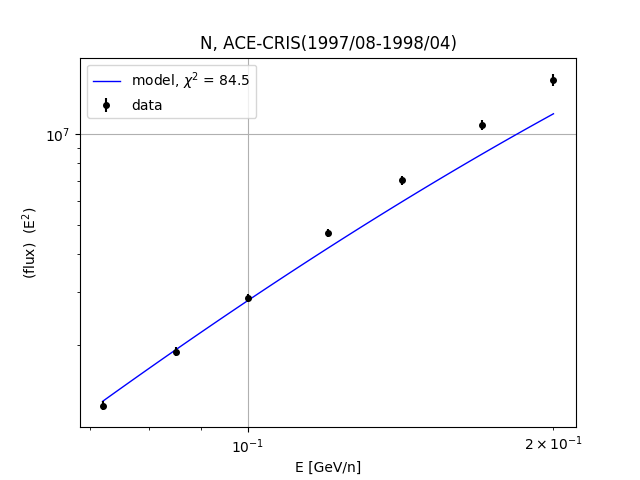 N, ACE-CRIS(1997/08-1998/04)
model, χ² = 84.5
data
10⁷
(flux) (E²)
10⁻¹
2 × 10⁻¹
E [GeV/n]